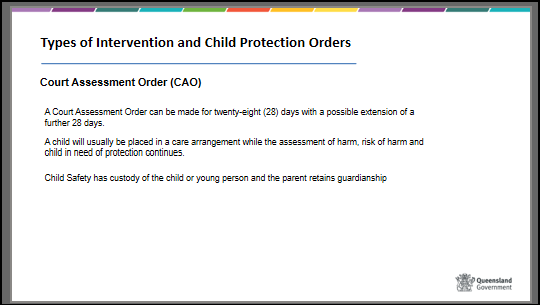 Types of Intervention and Child Protection Orders
Court Assessment Order (CAO)
A Court Assessment Order can be made for twenty-eight (28) days with a possible extension of a
further 28 days.
A child will usually be placed in a care arrangement while the assessment of harm, risk of harm and
child in need of protection continues.
Child Safety has custody of the child or young person and the parent retains guardianship
Queensland
Government